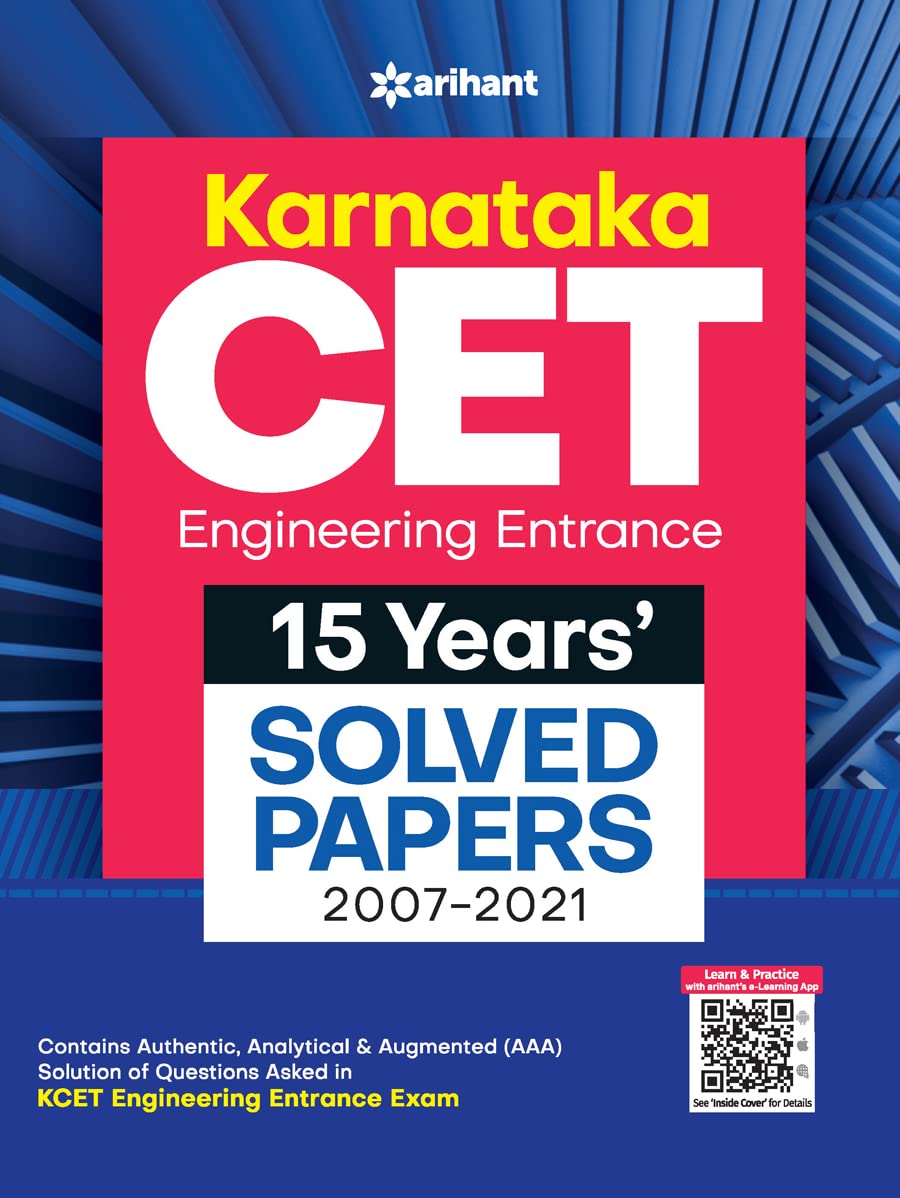 arihant
Karnataka
CET
Engineering Entrance
15 Years’
SOLVED
PAPERS
2007-2021
Learn & Practice
with arihant's e-Learning App
See 'Inside Cover' for Details
Contains Authentic, Analytical & Augmented (AAA)
Solution of Questions Asked in
KCET Engineering Entrance Exam